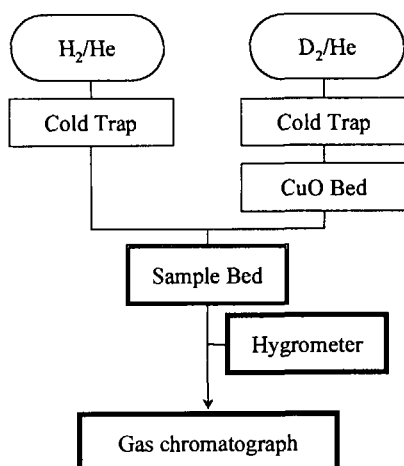 H₂/He
D₂/He
Cold Trap
Cold Trap
CuO Bed
Sample Bed
Hygrometer
Gas chromatograph